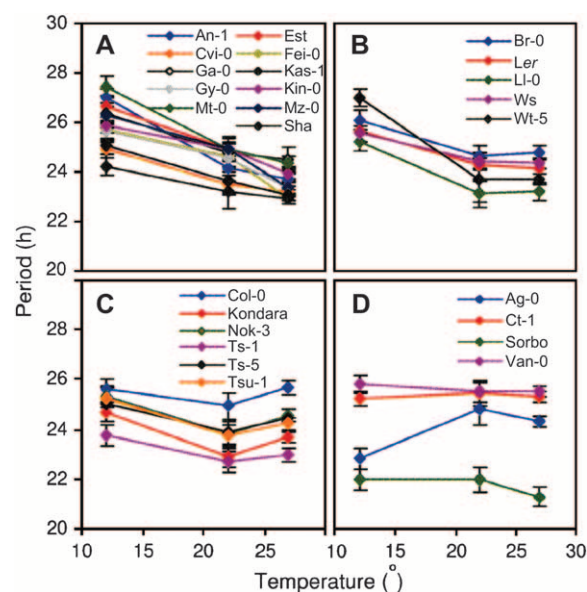 30
28
26
24
22
20
A
An-1 Est
Cvi-0 Fei-0
Ga-0 Kas-1
Gy-0 Kin-0
Mt-0 Mz-0
Sha
B
Br-0
Ler
Ll-0
Ws
Wt-5
Period (h)
28
26
24
22
20
C
Col-0
Kondara
Nok-3
Ts-1
Ts-5
Tsu-1
D
Ag-0
Ct-1
Sorbo
Van-0
10 15 20 25 10 15 20 25 30
Temperature (°)